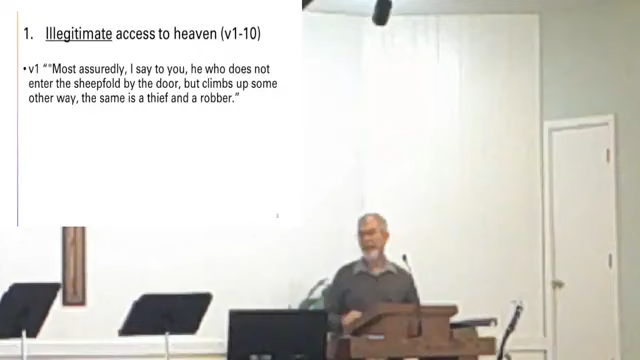 1. Illegitimate access to heaven (v1-10)
• v1 “"Most assuredly, I say to you, he who does not
enter the sheepfold by the door, but climbs up some
other way, the same is a thief and a robber.”